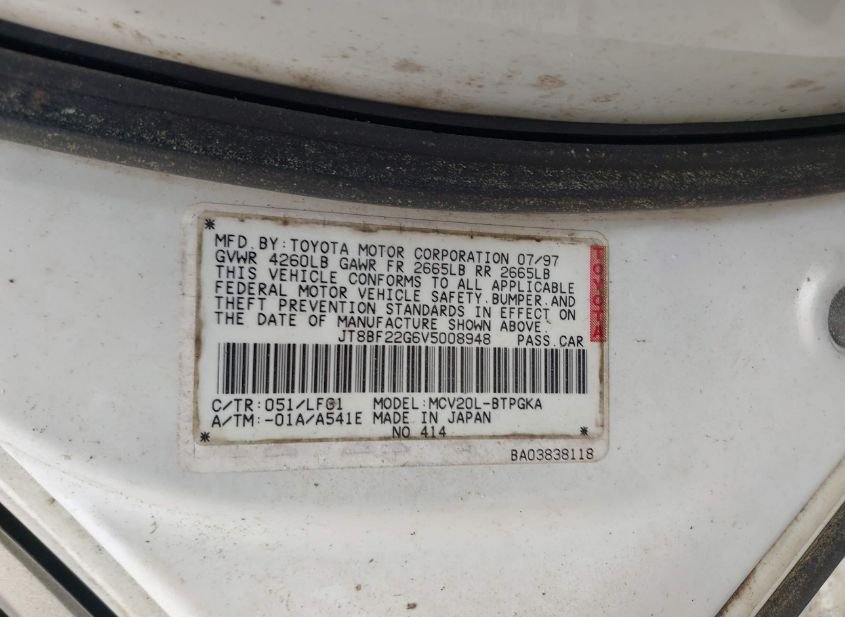 MFD. BY: TOYOTA MOTOR CORPORATION 07/97
GVWR 4260LB GAWR FR 2665LB RR 2665LB
THIS VEHICLE CONFORMS TO ALL APPLICABLE
FEDERAL MOTOR VEHICLE SAFETY. BUMPER. AND
THEFT PREVENTION STANDARDS IN EFFECT ON
THE DATE OF MANUFACTURE SHOWN ABOVE.
JT8BF22G6V5008948 PASS. CAR
TOYOTA
C/TR: 051/LF01 MODEL: MCV20L-BTPGKA
A/TM: -01A/A541E MADE IN JAPAN
NO 414
BA03838118